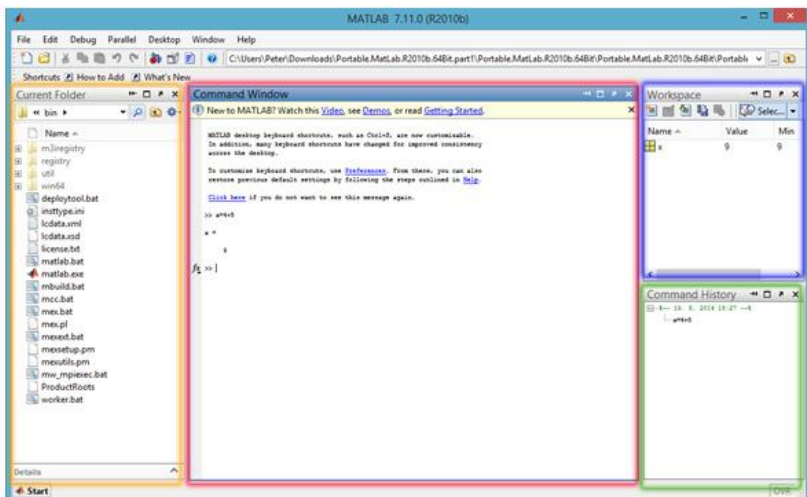 MATLAB 7.11.0 (R2010b)
File Edit Debug Parallel Desktop Window Help
C:\Users\Peter\Downloads\Portable.MatLab.R2010b.64Bit.part1\Portable.MatLab.R2010b.64Bit\Portable.MatLab.R2010b.64Bit\Portabl
Shortcuts How to Add What's New
Current Folder
« bin
Name
m3iregistry
registry
util
win64
deploytool.bat
insttype.ini
lcdata.xml
lcdata.xsd
license.txt
matlab.bat
matlab.exe
mbuild.bat
mcc.bat
mex.bat
mex.pl
mexext.bat
mexsetup.pm
mexutils.pm
mw_mpiexec.bat
ProductRoots
worker.bat
Details
Start
Command Window
New to MATLAB? Watch this Video, see Demos, or read Getting Started.
MATLAB desktop keyboard shortcuts, such as Ctrl+S, are now customizable.
In addition, many keyboard shortcuts have changed for improved consistency
across the desktop.
To customize keyboard shortcuts, use Preferences. From there, you can also
restore previous default settings by following the steps outlined in Help.
Click here if you do not want to see this message again.
>>
9
fx >>
Workspace
Selec...
Name Value Min
9 9
Command History
2014 18:27
OVR